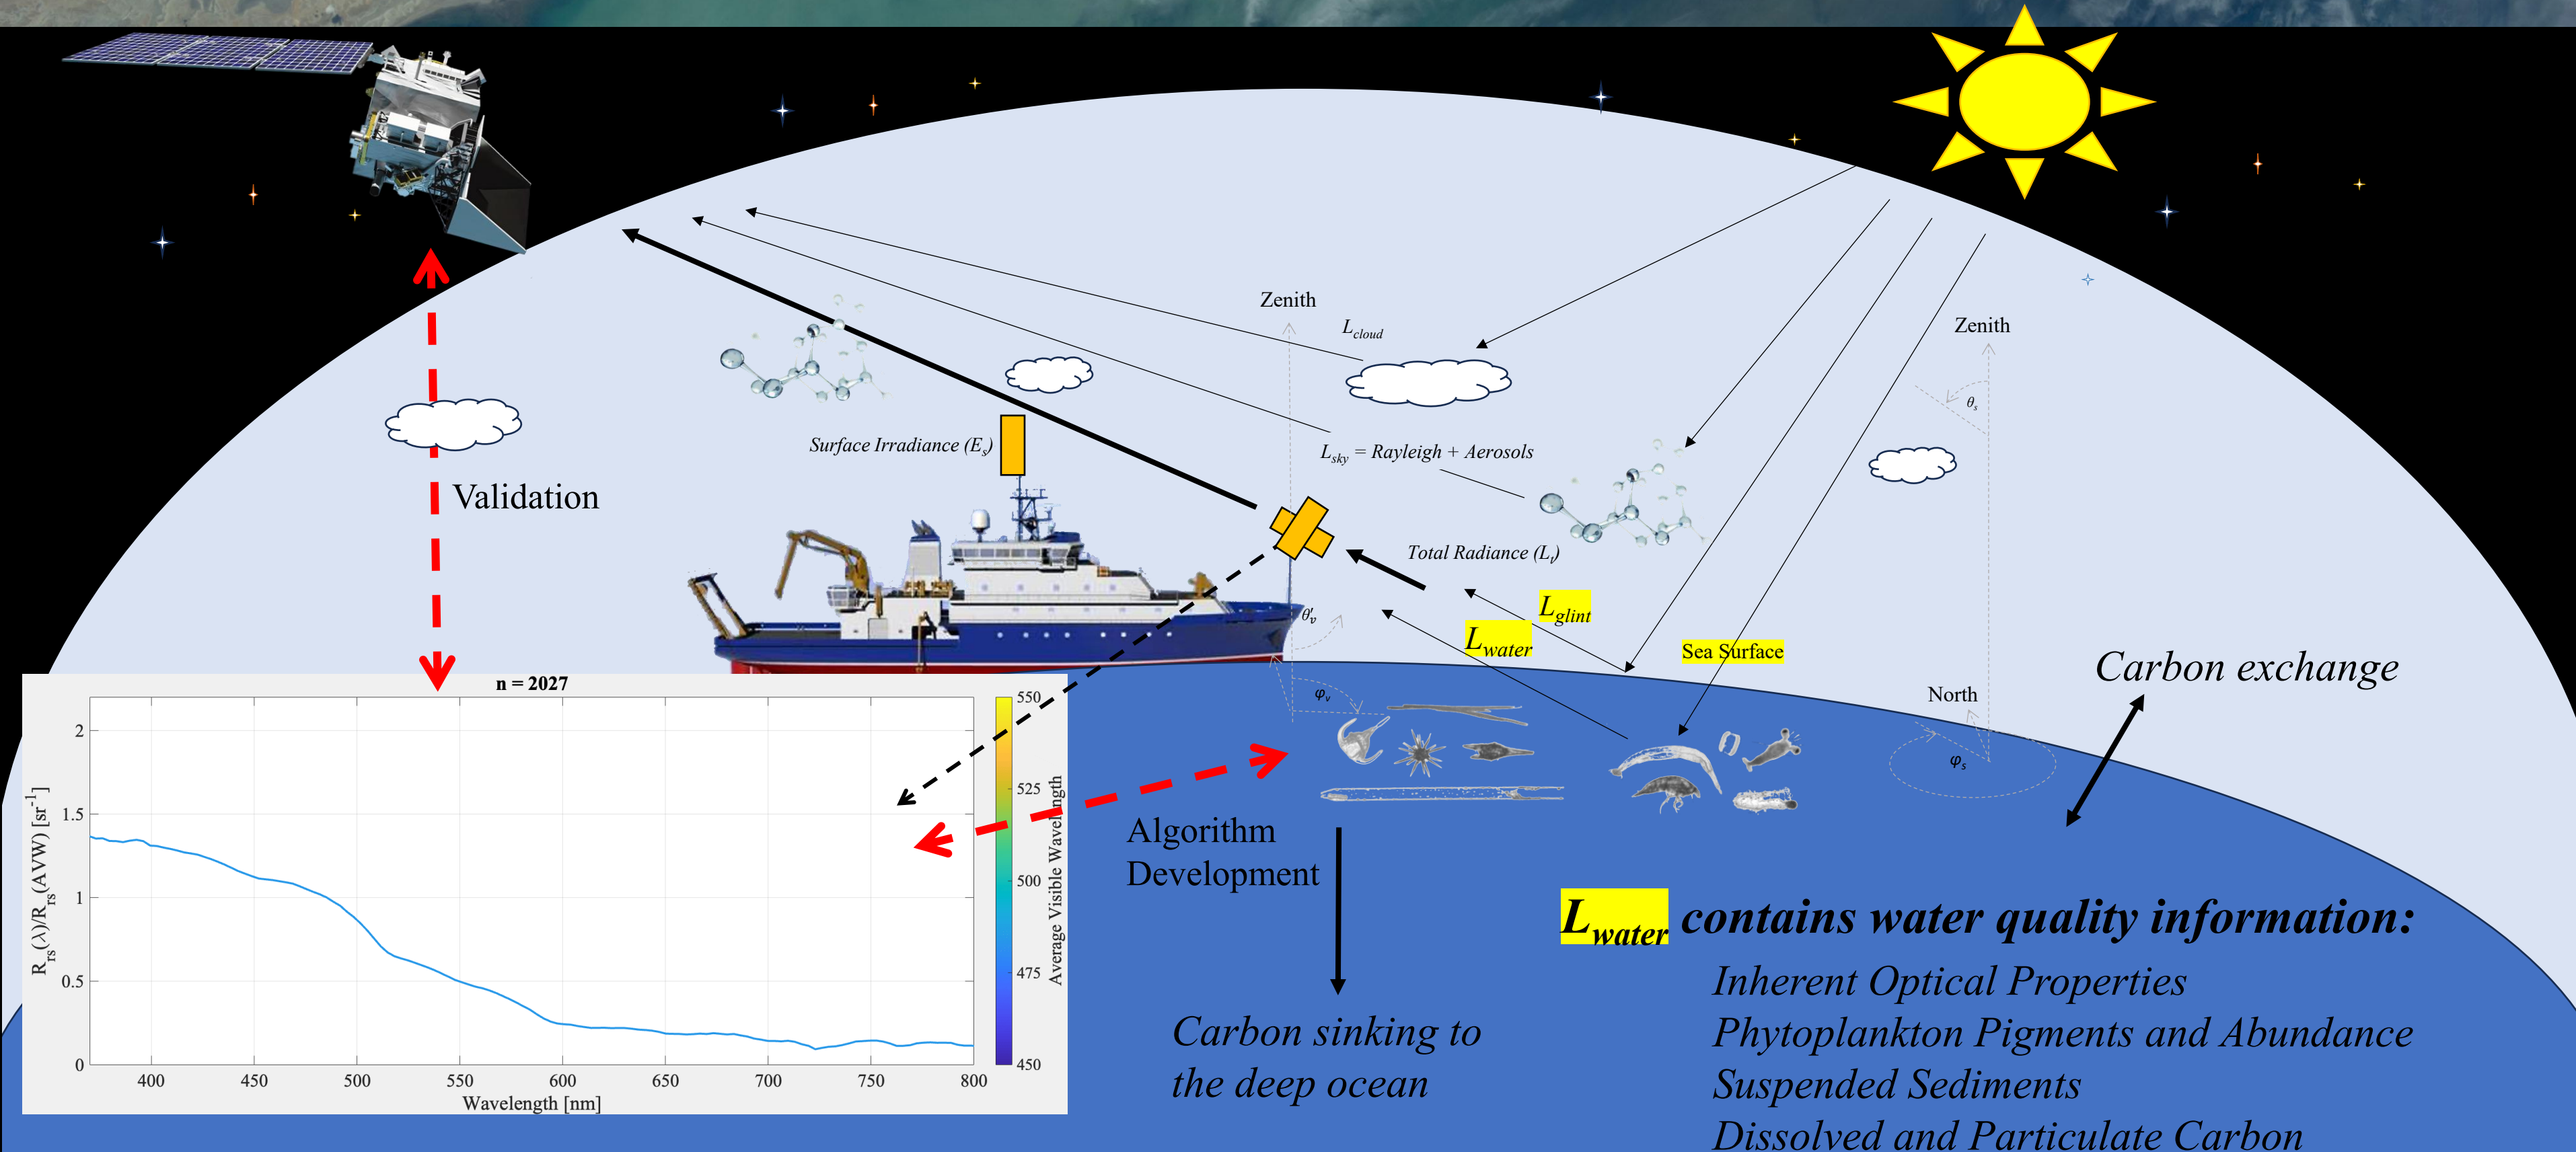 Zenith
L_cloud
Zenith
θ_s
Surface Irradiance (E_s)
L_sky = Rayleigh + Aerosols
Validation
Total Radiance (L_t)
L_glint
θ'_v
L_water
Sea Surface
Carbon exchange
North
φ_v
φ_s
n = 2027
2
1.5
1
0.5
0
R_rs(λ)/R_rs(AVW) [sr^-1]
400 450 500 550 600 650 700 750 800
Wavelength [nm]
550
525
500
475
450
Average Visible Wavelength
Algorithm
Development
Carbon sinking to
the deep ocean
L_water contains water quality information:
Inherent Optical Properties
Phytoplankton Pigments and Abundance
Suspended Sediments
Dissolved and Particulate Carbon